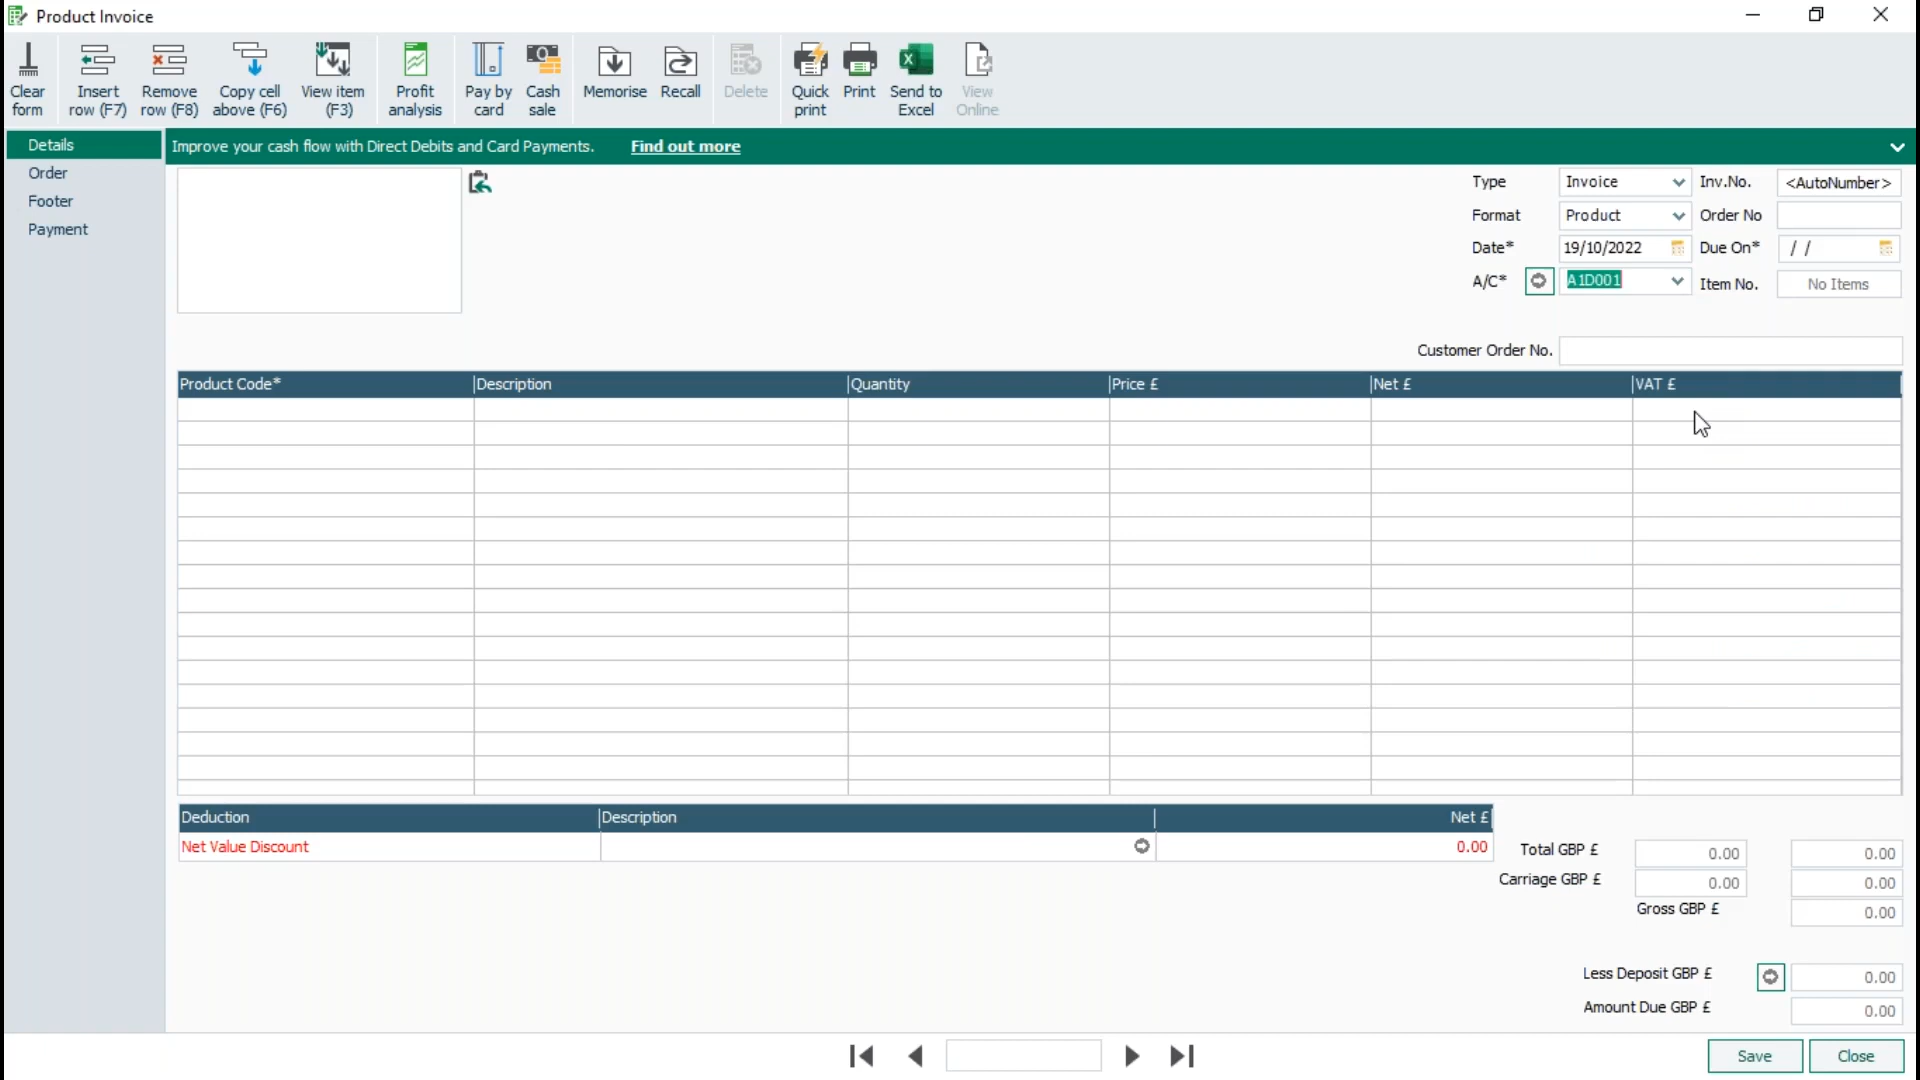 Product Invoice
Clear form
Insert row (F7)
Remove row (F8)
Copy cell above (F6)
View item (F3)
Profit analysis
Pay by card
Cash sale
Memorise
Recall
Delete
Quick print
Print
Send to Excel
View Online
Details
Order
Footer
Payment
Improve your cash flow with Direct Debits and Card Payments. Find out more
Type Invoice Inv.No. <AutoNumber>
Format Product Order No
Date* 19/10/2022 Due On* / /
A/C* A1D001 Item No. No Items
Customer Order No.
Product Code* Description Quantity Price £ Net £ VAT £
Deduction Description Net £
Net Value Discount 0.00
Total GBP £ 0.00 0.00
Carriage GBP £ 0.00 0.00
Gross GBP £ 0.00
Less Deposit GBP £ 0.00
Amount Due GBP £ 0.00
Save Close